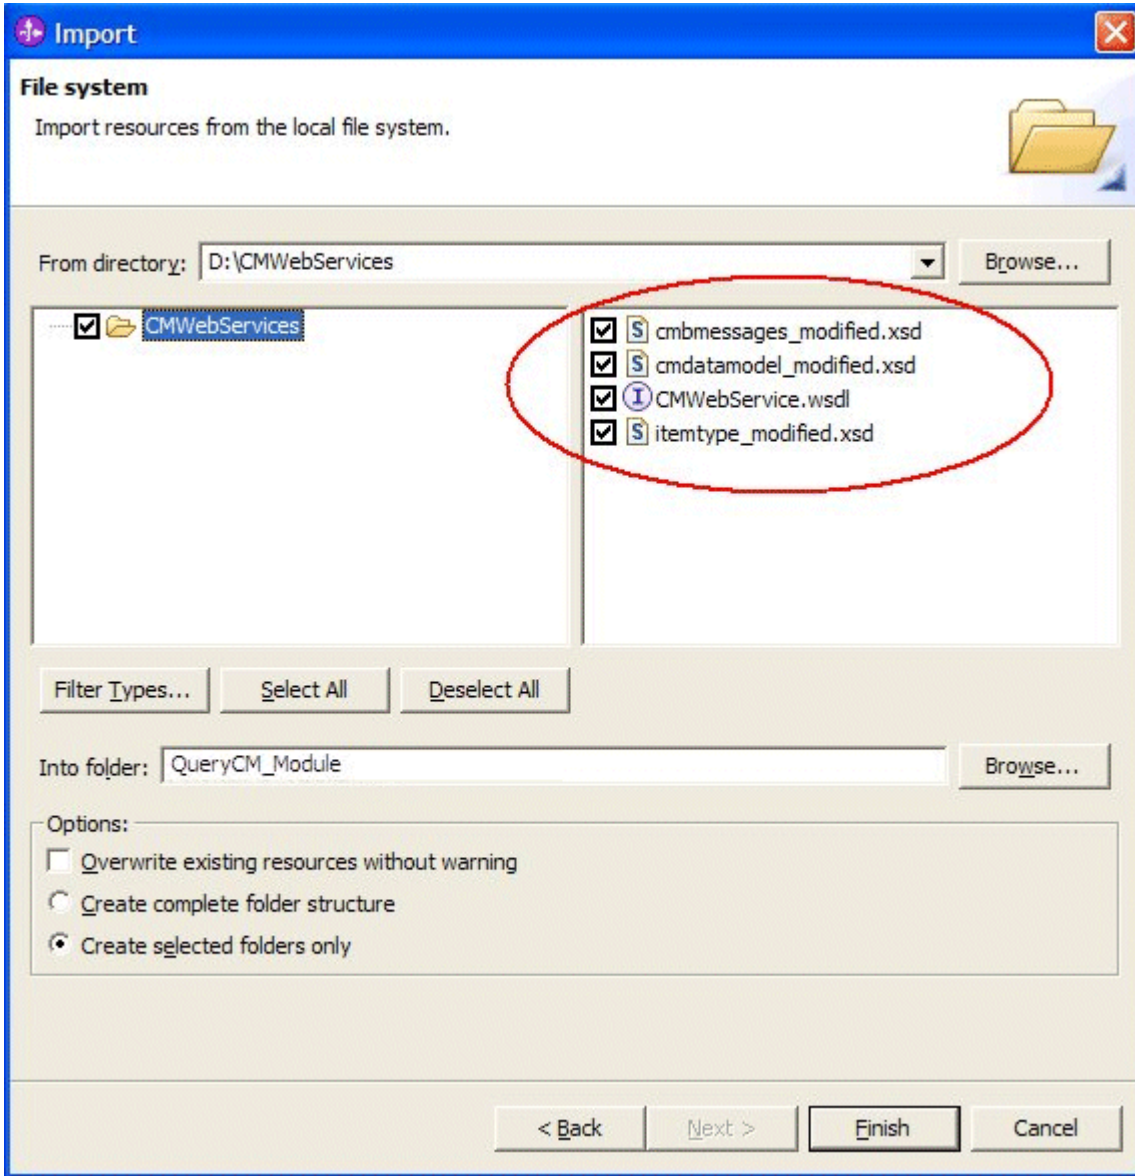 Import
File system
Import resources from the local file system.
From directory: D:\CMWebServices Browse...
CMWebServices
cmbmessages_modified.xsd
cmdatamodel_modified.xsd
CMWebService.wsdl
itemtype_modified.xsd
Filter Types... Select All Deselect All
Into folder: QueryCM_Module Browse...
Options:
Overwrite existing resources without warning
Create complete folder structure
Create selected folders only
< Back Next > Finish Cancel